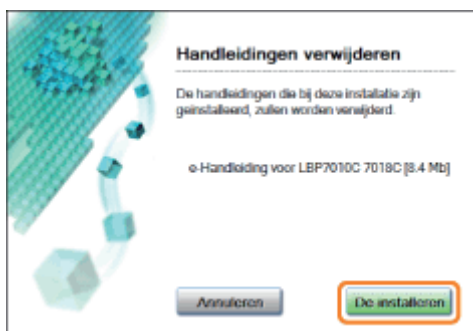 Handleidingen verwijderen
De handleidingen die bij deze installatie zijn
geïnstalleerd, zullen worden verwijderd.
e-Handleiding voor LBP7010C 7018C [8.4 Mb]
Annuleren
De installeren